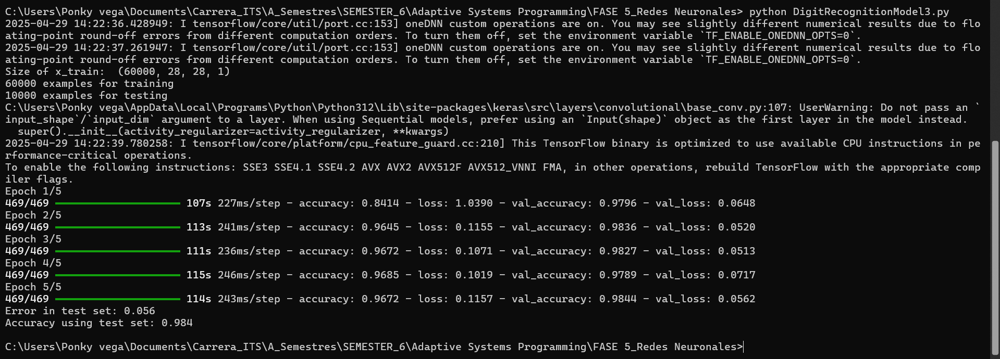 C:\Users\Ponky vega\Documents\Carrera_ITS\A_Semestres\SEMESTER_6\Adaptive Systems Programming\FASE 5_Redes Neuronales> python DigitRecognitionModel3.py
2025-04-29 14:22:36.428949: I tensorflow/core/util/port.cc:153] oneDNN custom operations are on. You may see slightly different numerical results due to flo
ating-point round-off errors from different computation orders. To turn them off, set the environment variable `TF_ENABLE_ONEDNN_OPTS=0`.
2025-04-29 14:22:37.261947: I tensorflow/core/util/port.cc:153] oneDNN custom operations are on. You may see slightly different numerical results due to flo
ating-point round-off errors from different computation orders. To turn them off, set the environment variable `TF_ENABLE_ONEDNN_OPTS=0`.
Size of x_train:  (60000, 28, 28, 1)
60000 examples for training
10000 examples for testing
C:\Users\Ponky vega\AppData\Local\Programs\Python\Python312\Lib\site-packages\keras\src\layers\convolutional\base_conv.py:107: UserWarning: Do not pass an `
input_shape`/`input_dim` argument to a layer. When using Sequential models, prefer using an `Input(shape)` object as the first layer in the model instead.
  super().__init__(activity_regularizer=activity_regularizer, **kwargs)
2025-04-29 14:22:39.780258: I tensorflow/core/platform/cpu_feature_guard.cc:210] This TensorFlow binary is optimized to use available CPU instructions in pe
rformance-critical operations.
To enable the following instructions: SSE3 SSE4.1 SSE4.2 AVX AVX2 AVX512F AVX512_VNNI FMA, in other operations, rebuild TensorFlow with the appropriate comp
iler flags.
Epoch 1/5
469/469 107s 227ms/step - accuracy: 0.8414 - loss: 1.0390 - val_accuracy: 0.9796 - val_loss: 0.0648
Epoch 2/5
469/469 113s 241ms/step - accuracy: 0.9645 - loss: 0.1155 - val_accuracy: 0.9836 - val_loss: 0.0520
Epoch 3/5
469/469 111s 236ms/step - accuracy: 0.9672 - loss: 0.1071 - val_accuracy: 0.9827 - val_loss: 0.0513
Epoch 4/5
469/469 115s 246ms/step - accuracy: 0.9685 - loss: 0.1019 - val_accuracy: 0.9789 - val_loss: 0.0717
Epoch 5/5
469/469 114s 243ms/step - accuracy: 0.9672 - loss: 0.1157 - val_accuracy: 0.9844 - val_loss: 0.0562
Error in test set: 0.056
Accuracy using test set: 0.984
C:\Users\Ponky vega\Documents\Carrera_ITS\A_Semestres\SEMESTER_6\Adaptive Systems Programming\FASE 5_Redes Neuronales>